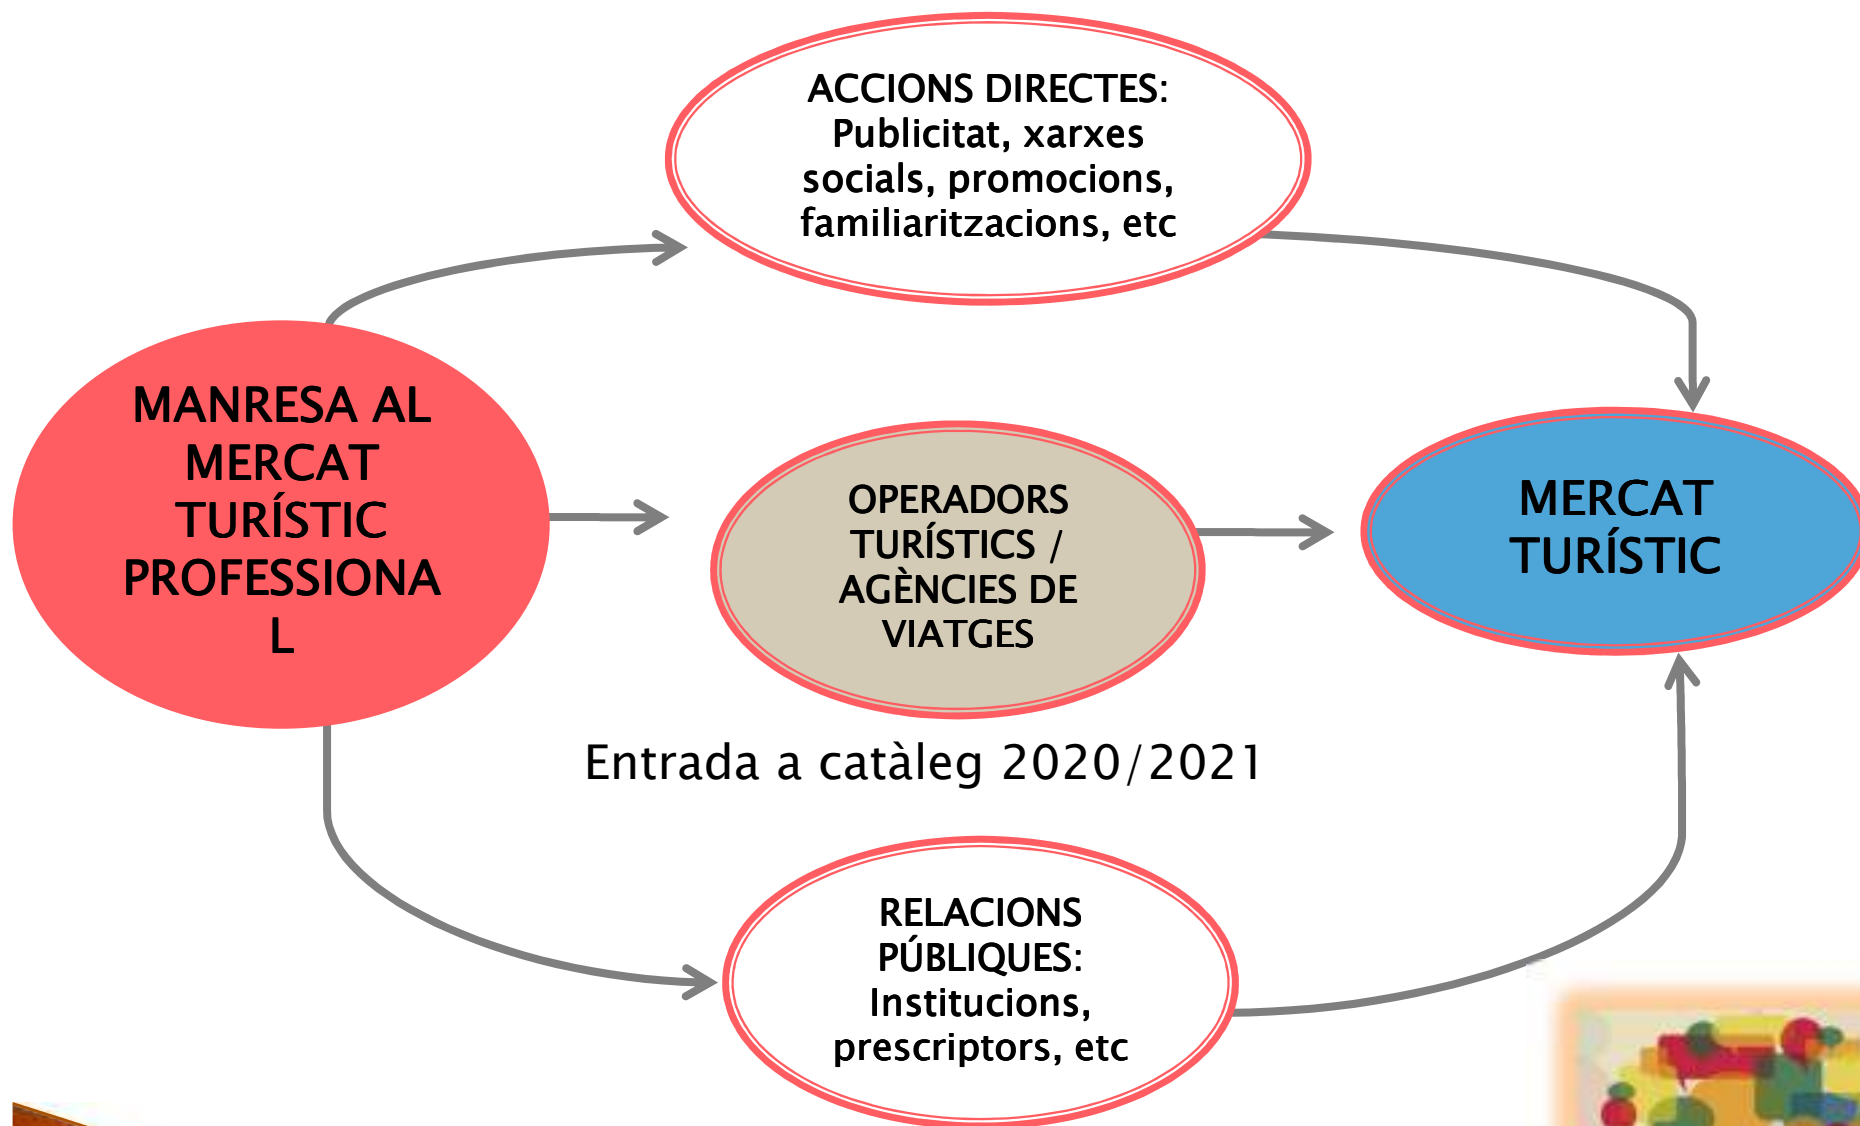 ACCIONS DIRECTES:
Publicitat, xarxes
socials, promocions,
familiaritzacions, etc
MANRESA AL
MERCAT
TURÍSTIC
PROFESSIONA
L
OPERADORS
TURÍSTICS /
AGÈNCIES DE
VIATGES
MERCAT
TURÍSTIC
Entrada a catàleg 2020/2021
RELACIONS
PÚBLIQUES:
Institucions,
prescriptors, etc